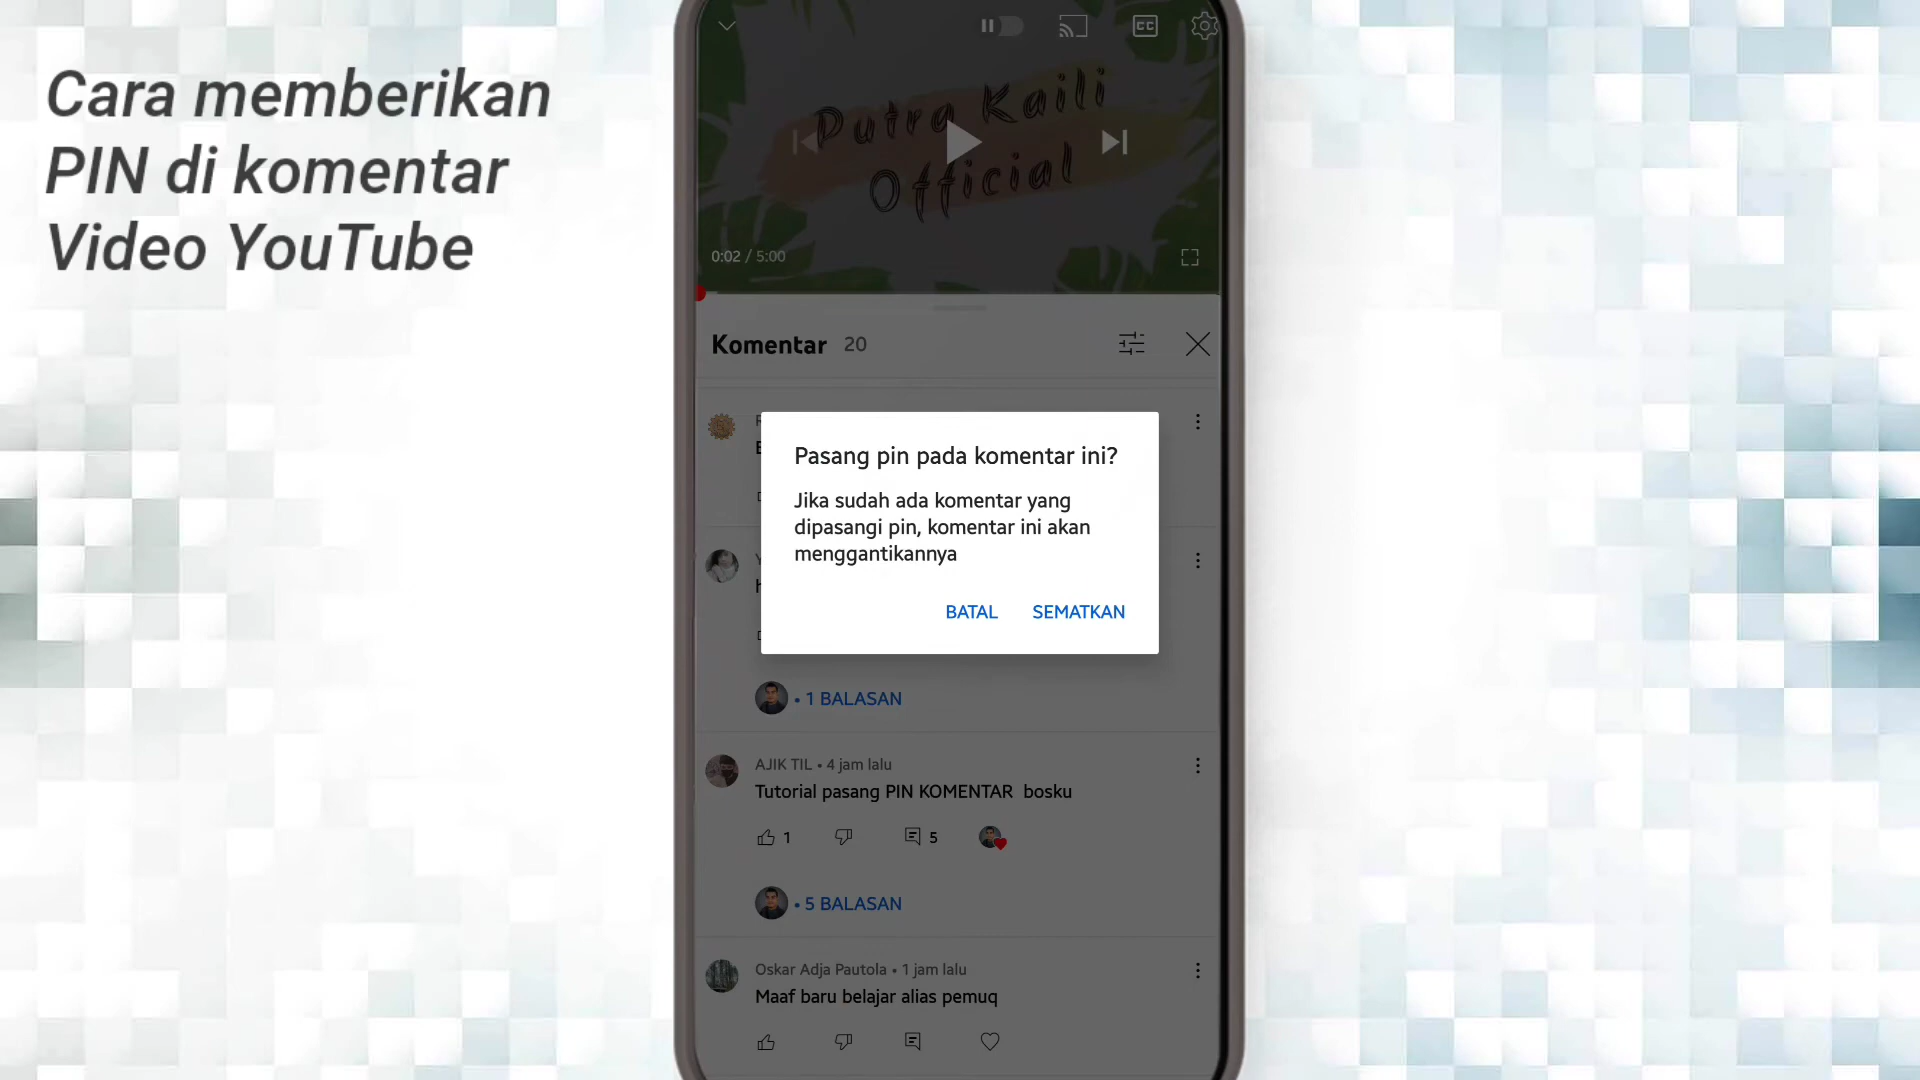 Cara memberikan
PIN di komentar
Video YouTube
CC
Putra Kaili
Official
0:02 / 5:00
Komentar 20
Pasang pin pada komentar ini?
Jika sudah ada komentar yang
dipasangi pin, komentar ini akan
menggantikannya
BATAL SEMATKAN
• 1 BALASAN
AJIK TIL • 4 jam lalu
Tutorial pasang PIN KOMENTAR bosku
1 5
• 5 BALASAN
Oskar Adja Pautola • 1 jam lalu
Maaf baru belajar alias pemuq